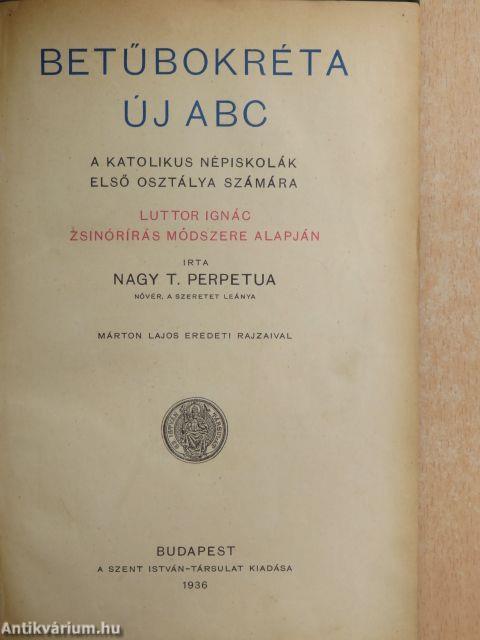 BETŰBOKRÉTA
ÚJ ABC
A KATOLIKUS NÉPISKOLÁK
ELSŐ OSZTÁLYA SZÁMÁRA
LUTTOR IGNÁC
ZSINÓRÍRÁS MÓDSZERE ALAPJÁN
IRTA
NAGY T. PERPETUA
NŐVÉR, A SZERETET LEÁNYA
MÁRTON LAJOS EREDETI RAJZAIVAL
BUDAPEST
A SZENT ISTVÁN-TÁRSULAT KIADÁSA
1936
Antikvárium.hu